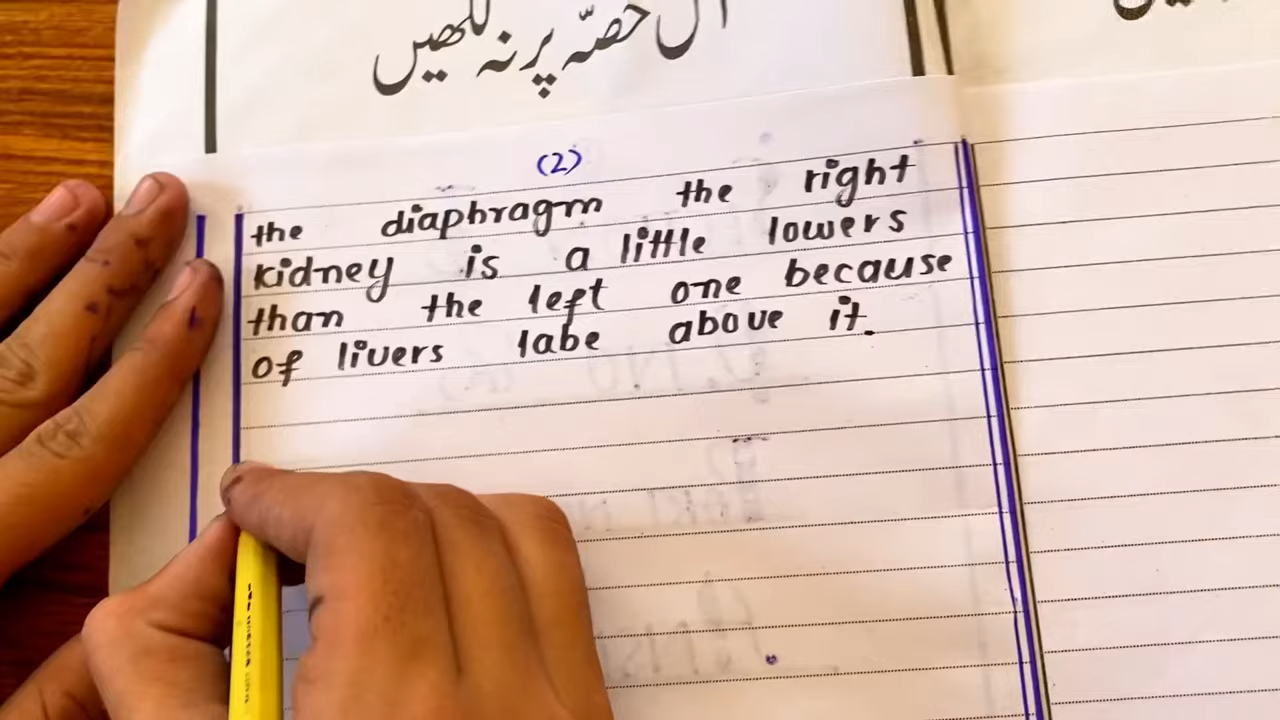 اس حصّہ پر نہ لکھیں
(2)
the diaphragm the right
kidney is a little lowers
than the left one because
of livers labe above it.